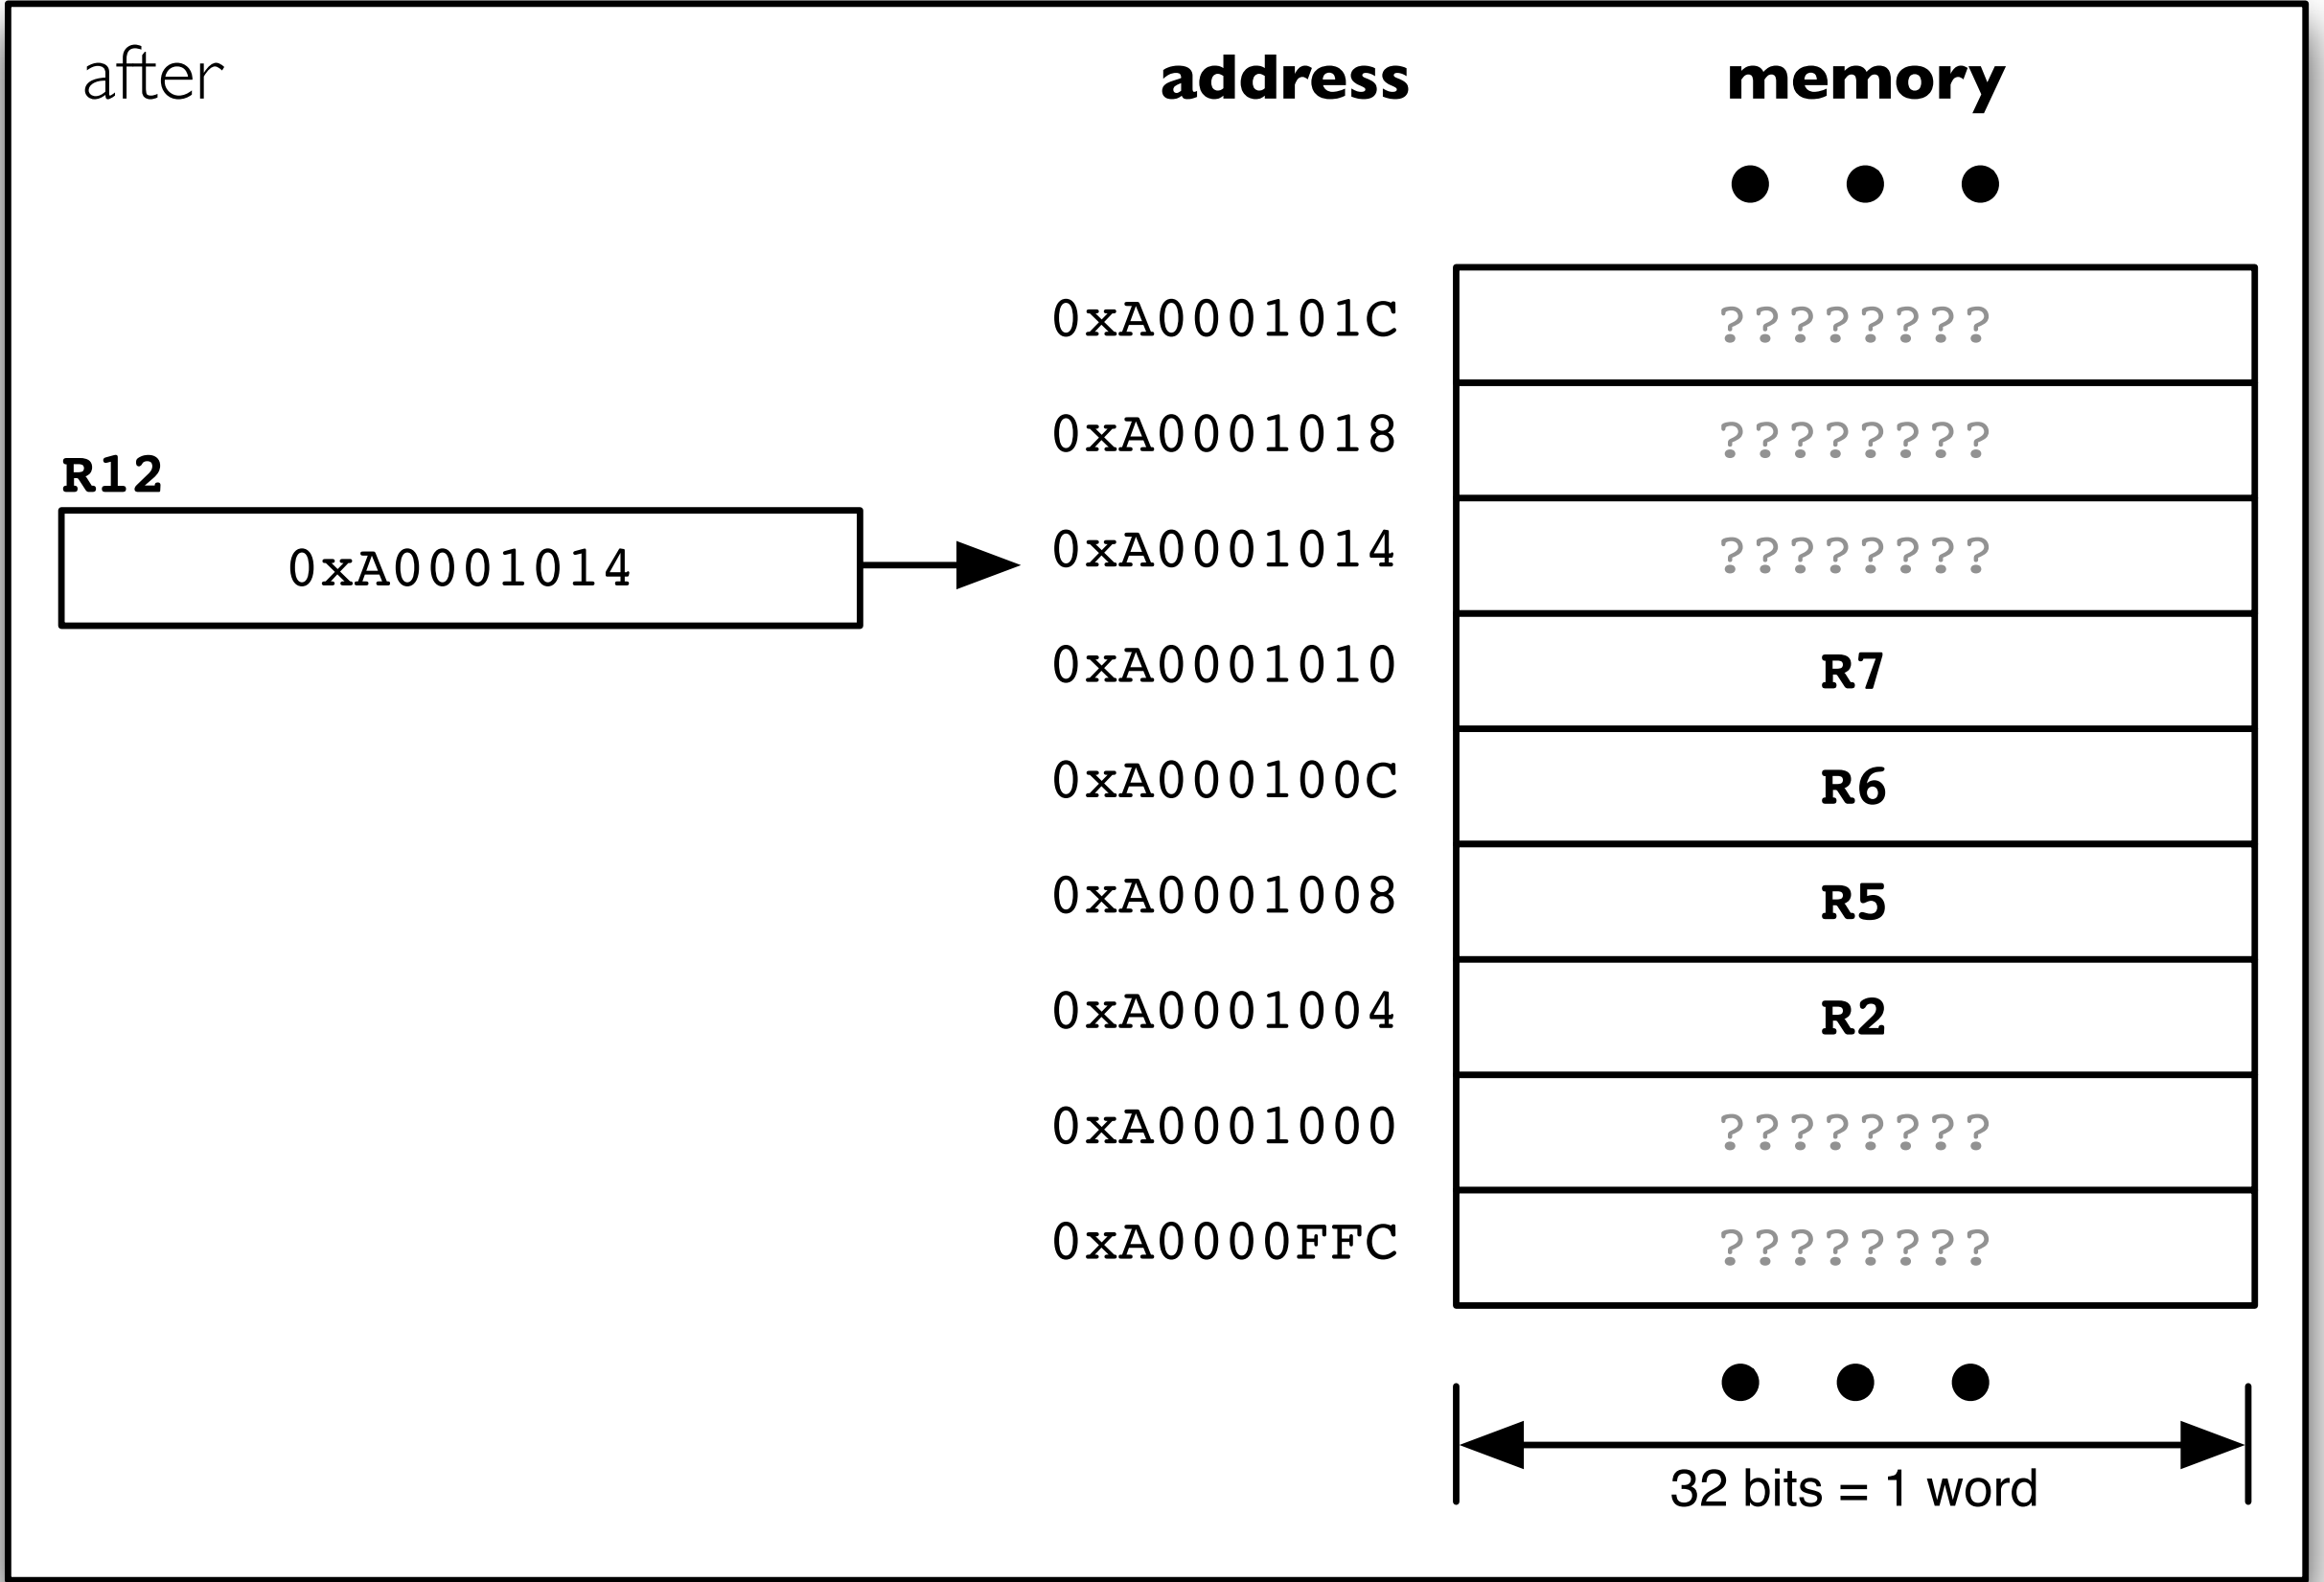 after address memory
0xA000101C ????????
0xA0001018 ????????
R12
0xA0001014 0xA0001014 ????????
0xA0001010 R7
0xA000100C R6
0xA0001008 R5
0xA0001004 R2
0xA0001000 ????????
0xA0000FFC ????????
32 bits = 1 word